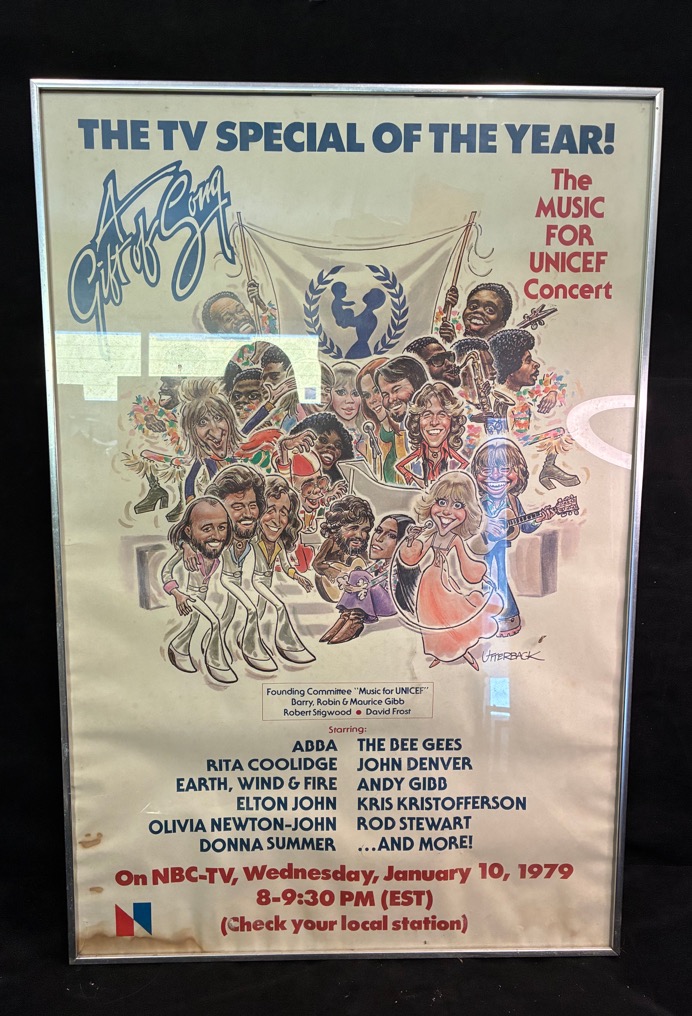 THE TV SPECIAL OF THE YEAR!
A
Gift of Song
The
MUSIC
FOR
UNICEF
Concert
UTTERBACK
Founding Committee "Music for UNICEF"
Barry, Robin & Maurice Gibb
Robert Stigwood • David Frost
Starring:
ABBA THE BEE GEES
RITA COOLIDGE JOHN DENVER
EARTH, WIND & FIRE ANDY GIBB
ELTON JOHN KRIS KRISTOFFERSON
OLIVIA NEWTON-JOHN ROD STEWART
DONNA SUMMER ...AND MORE!
On NBC-TV, Wednesday, January 10, 1979
8-9:30 PM (EST)
(Check your local station)